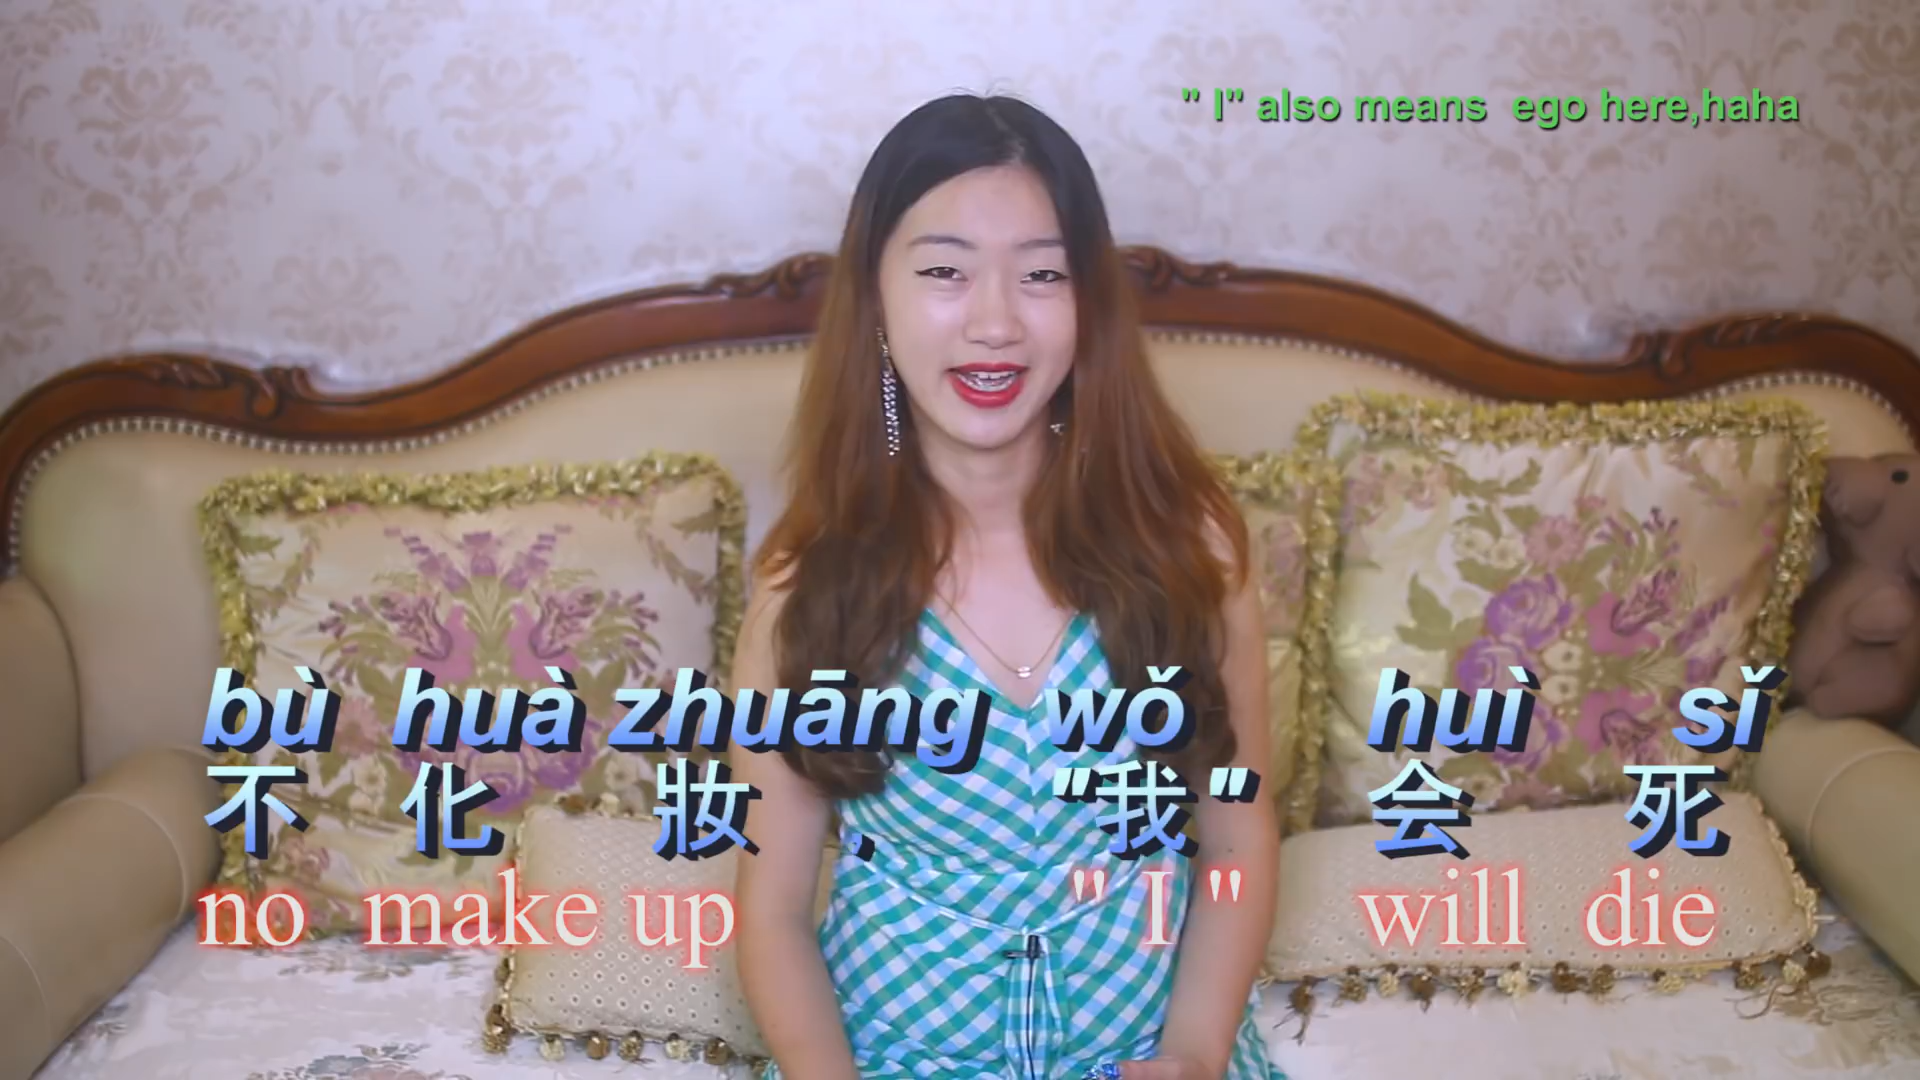 " I" also means ego here,haha
bù huà zhuāng wǒ huì sǐ
不 化 妝 , "我" 会 死
no make up " I " will die